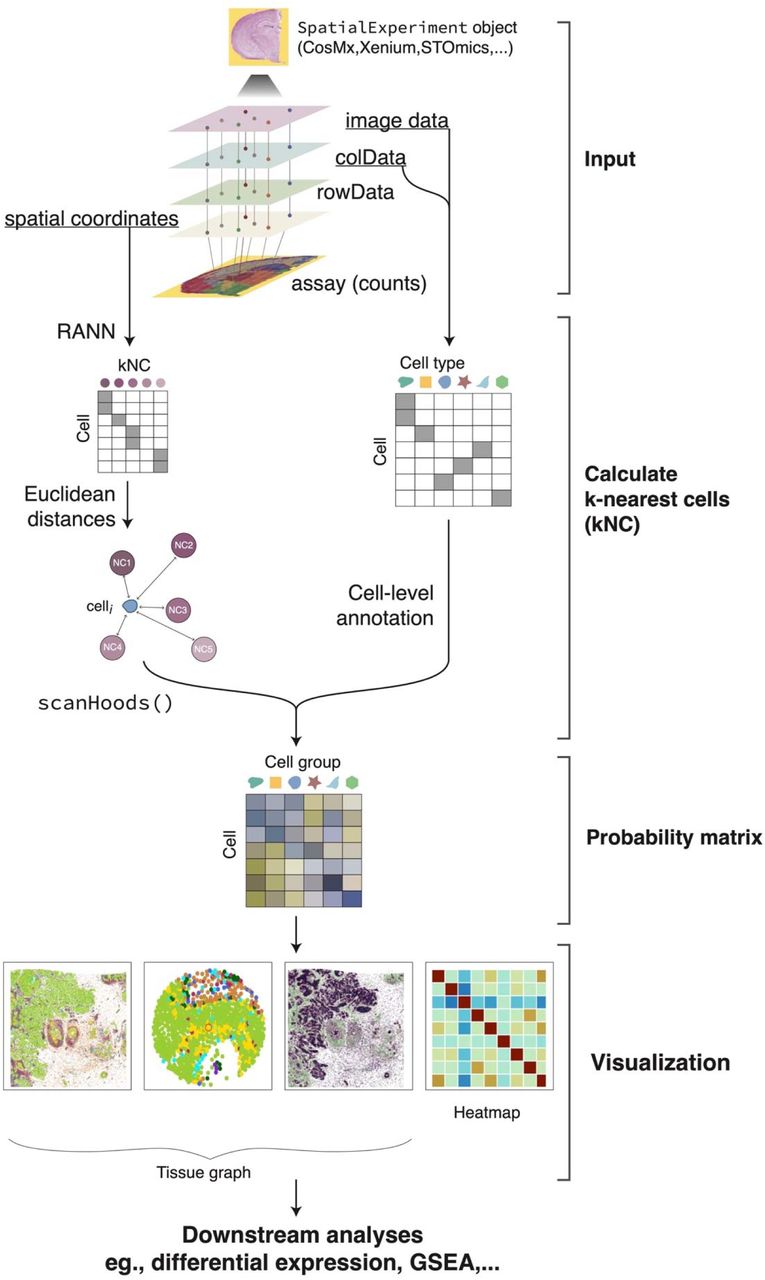 SpatialExperiment object
(CosMx,Xenium,STOmics,...)
image data
colData
rowData
spatial coordinates
assay (counts)
Input
RANN
kNC
Cell
Cell type
Cell
Euclidean
distances
NC1
NC2
cell i
NC3
NC4
NC5
Cell-level
annotation
scanHoods()
Calculate
k-nearest cells
(kNC)
Cell group
Cell
Probability matrix
Heatmap
Visualization
Tissue graph
Downstream analyses
eg., differential expression, GSEA,...